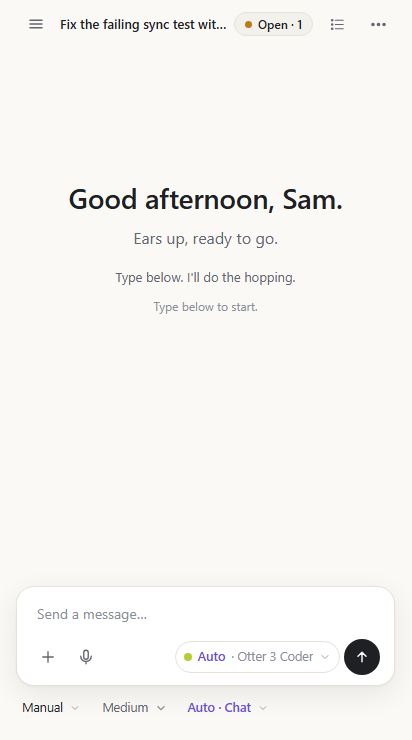 Fix the failing sync test wit...
Open · 1
Good afternoon, Sam.
Ears up, ready to go.
Type below. I'll do the hopping.
Type below to start.
Send a message...
Auto · Otter 3 Coder
Manual
Medium
Auto · Chat